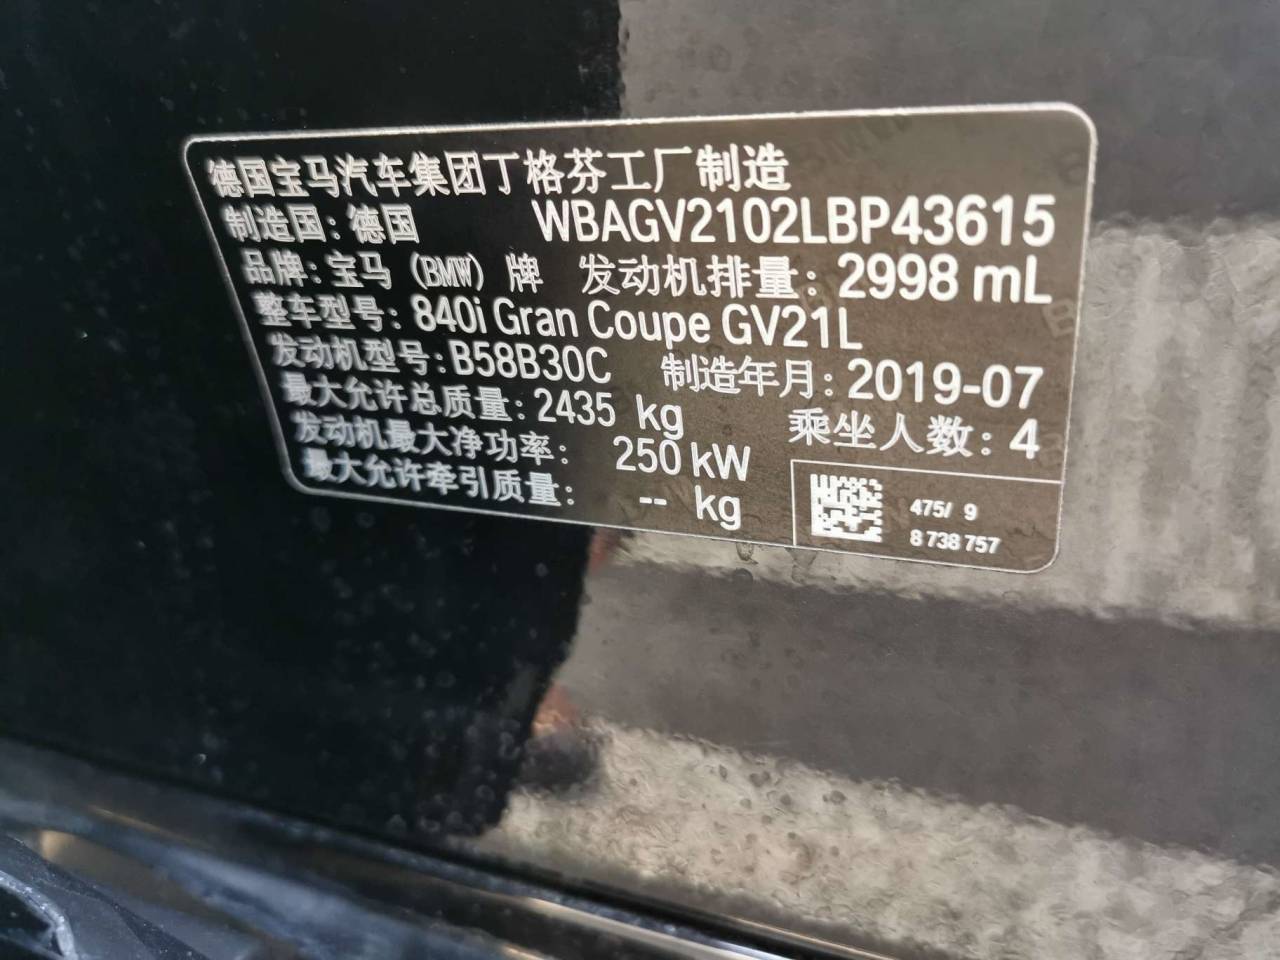 德国宝马汽车集团丁格芬工厂制造
制造国：德国 WBAGV2102LBP43615
品牌：宝马（BMW）牌 发动机排量：2998 mL
整车型号：840i Gran Coupe GV21L
发动机型号：B58B30C 制造年月：2019-07
最大允许总质量：2435 kg 乘坐人数：4
发动机最大净功率：250 kW
最大允许牵引质量：-- kg
475/ 9
8 738 757